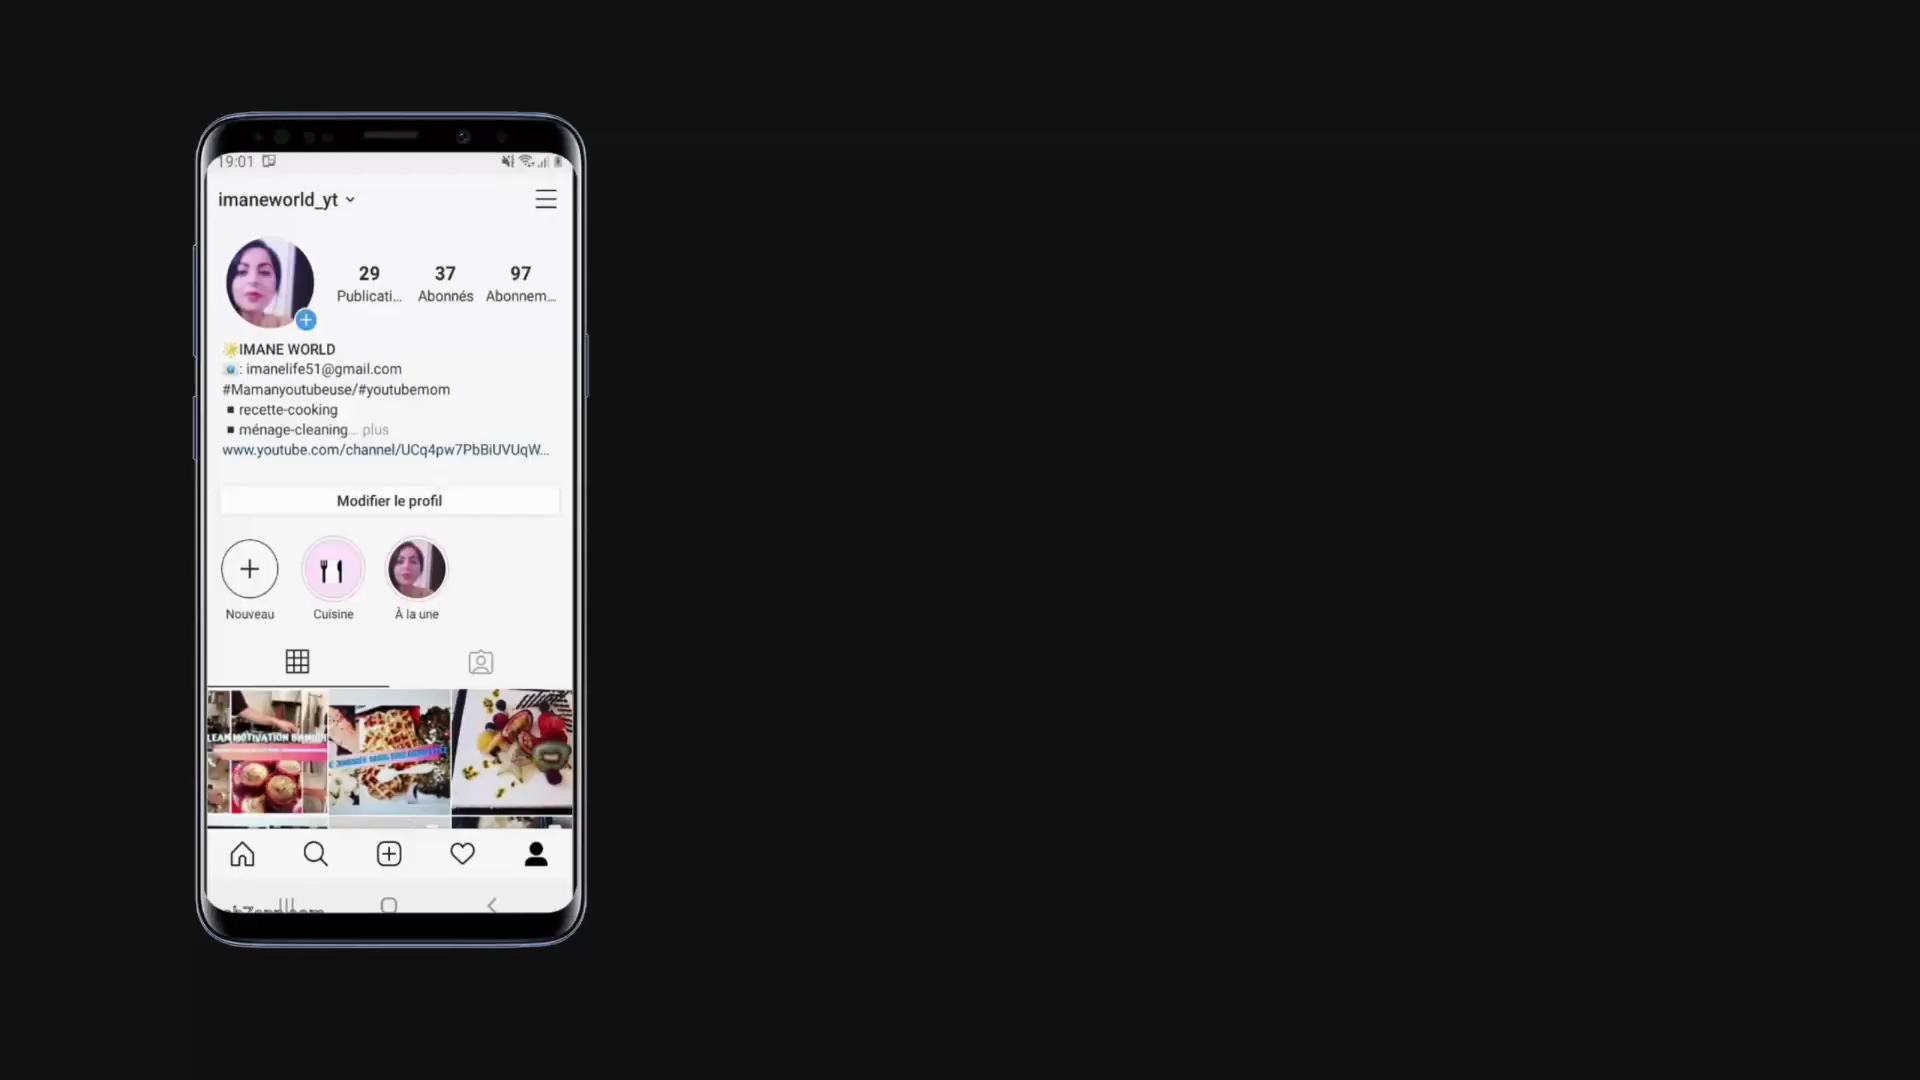 19:01
imaneworld_yt
29 37 97
Publicati... Abonnés Abonnem...
IMANE WORLD
: imanelife51@gmail.com
#Mamanyoutubeuse/#youtubemom
▪recette-cooking
▪ménage-cleaning... plus
www.youtube.com/channel/UCq4pw7PbBiUVUqW...
Modifier le profil
Nouveau Cuisine À la une
MOTIVATION